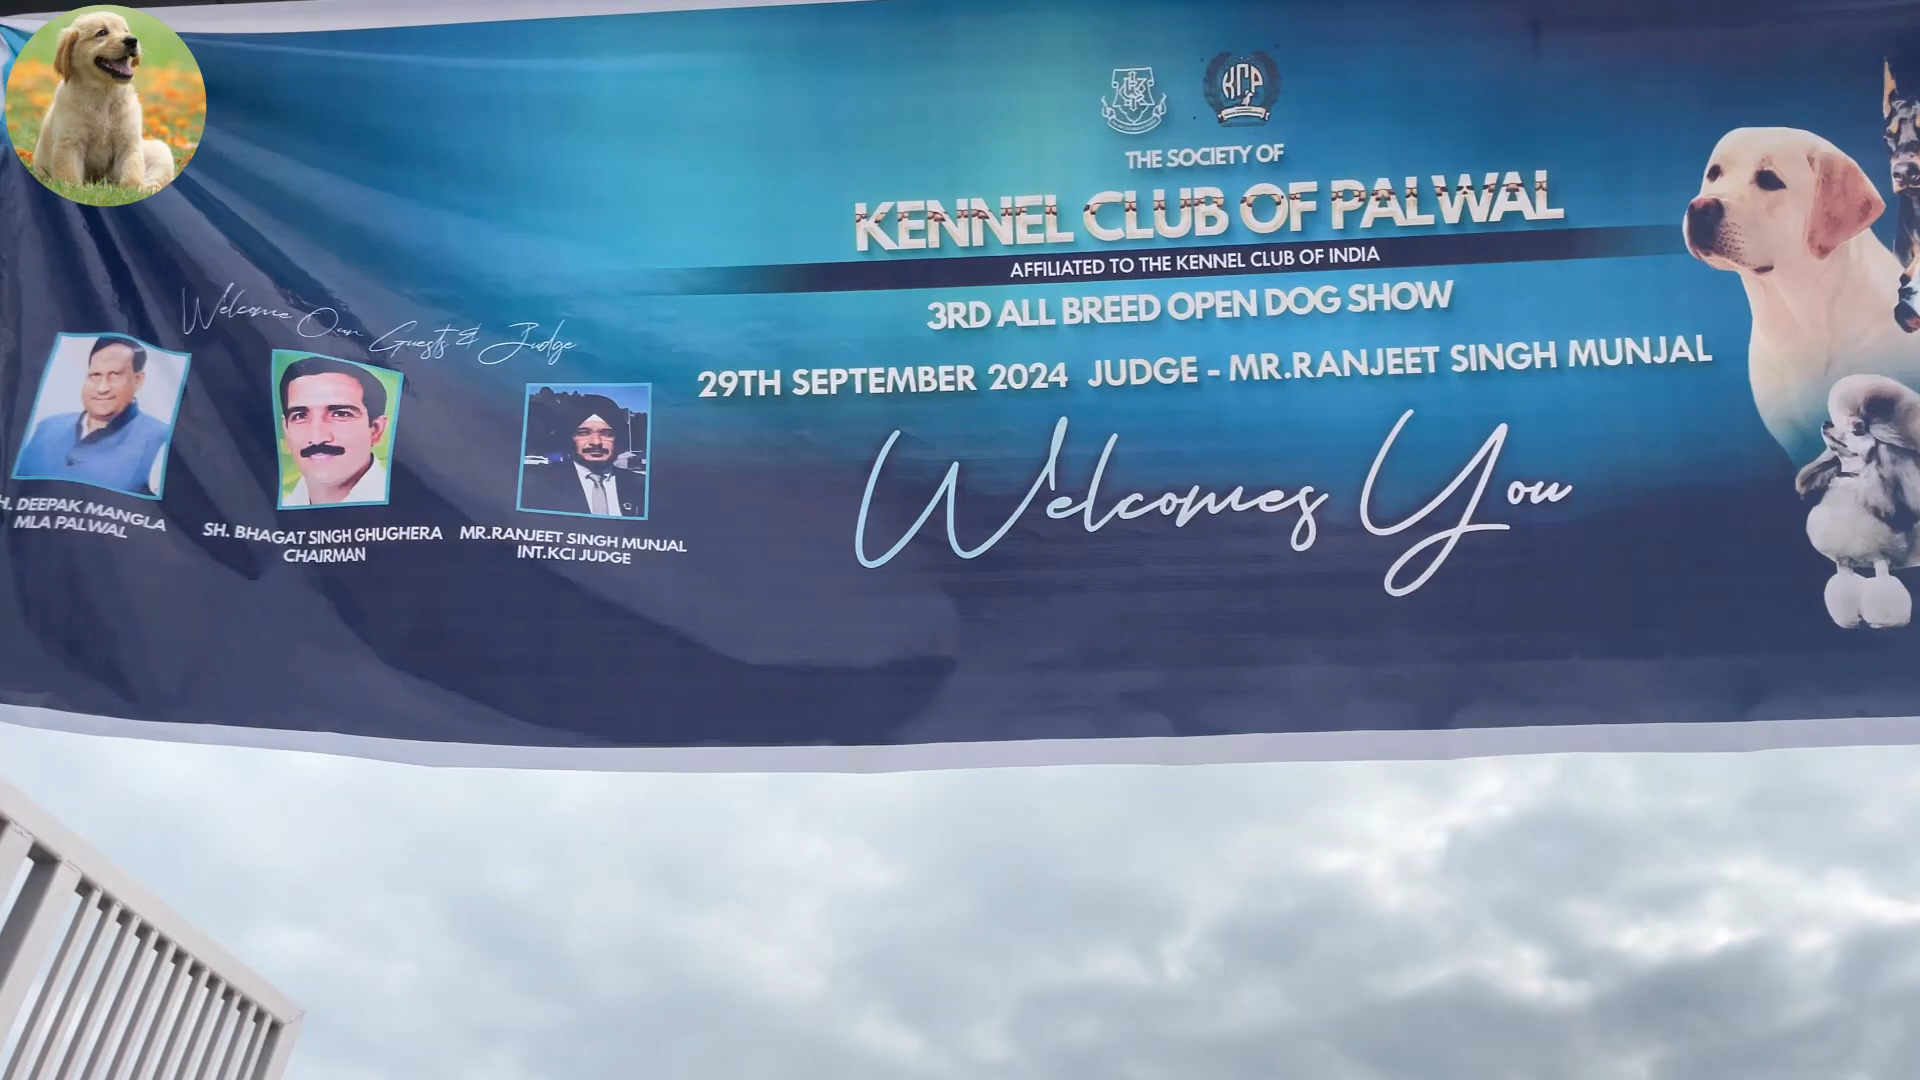 KCP
THE SOCIETY OF
KENNEL CLUB OF PALWAL
AFFILIATED TO THE KENNEL CLUB OF INDIA
3RD ALL BREED OPEN DOG SHOW
29TH SEPTEMBER 2024 JUDGE - MR.RANJEET SINGH MUNJAL
Welcomes You
Welcome Our Guests & Judge
H. DEEPAK MANGLA
MLA PALWAL
SH. BHAGAT SINGH GHUGHERA
CHAIRMAN
MR.RANJEET SINGH MUNJAL
INT.KCI JUDGE